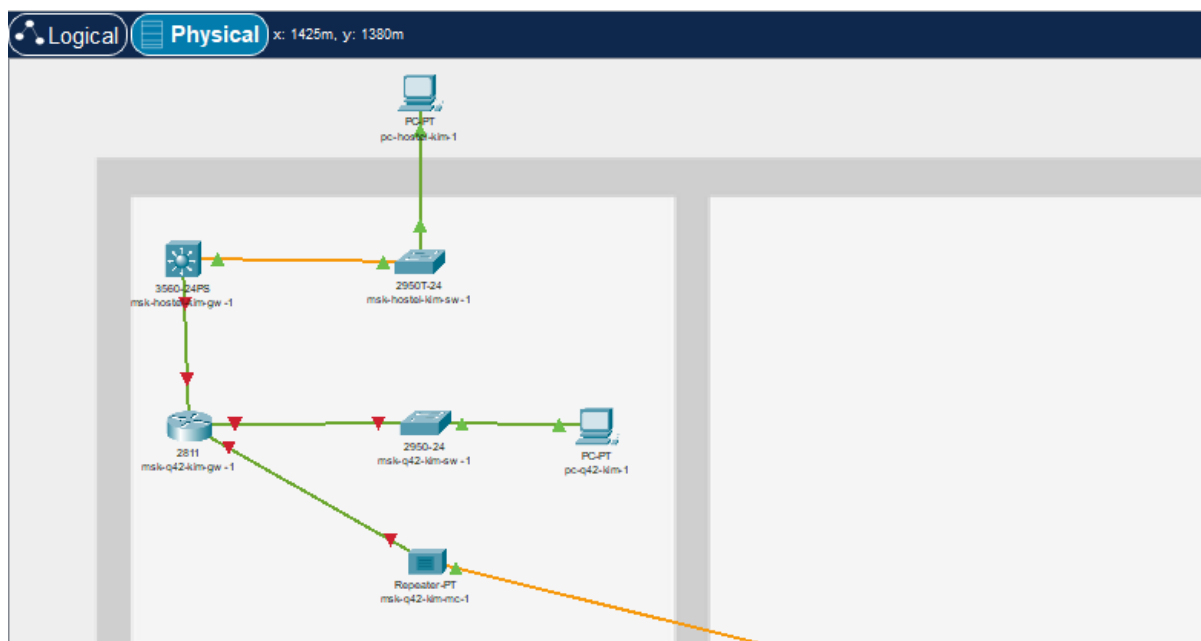 Logical
Physical
x: 1425m, y: 1380m
PC-PT
pc-hostel-kim-1
3560-24PS
msk-hostel-kim-gw-1
2950T-24
msk-hostel-kim-sw-1
2811
msk-q42-kim-gw-1
2950-24
msk-q42-kim-sw-1
PC-PT
pc-q42-kim-1
Repeater-PT
msk-q42-kim-mc-1